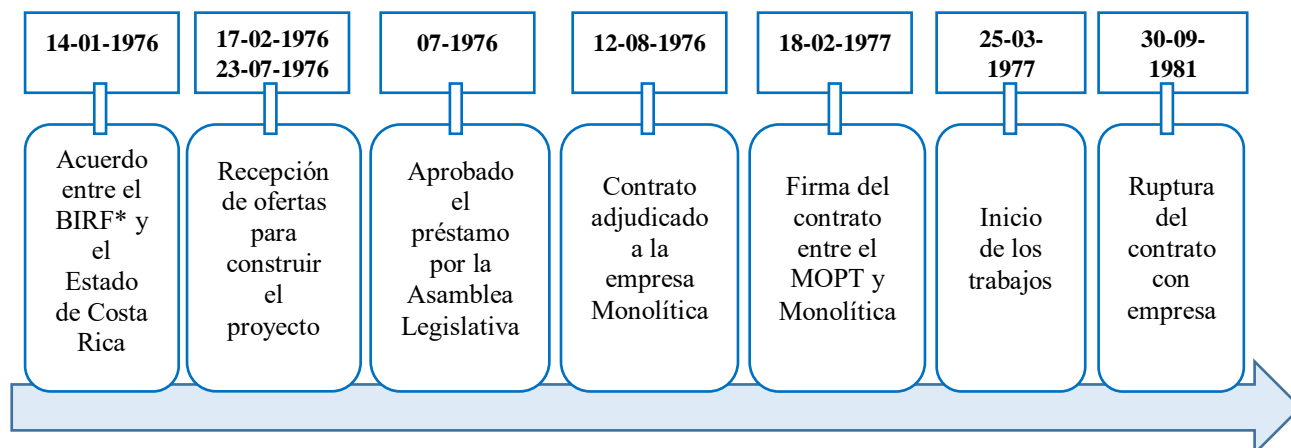 14-01-1976
17-02-1976
23-07-1976
07-1976
12-08-1976
18-02-1977
25-03-
1977
30-09-
1981
Acuerdo
entre el
BIRF* y
el
Estado
de Costa
Rica
Recepción
de ofertas
para
construir
el
proyecto
Aprobado
el
préstamo
por la
Asamblea
Legislativa
Contrato
adjudicado
a la
empresa
Monolítica
Firma del
contrato
entre el
MOPT y
Monolítica
Inicio
de los
trabajos
Ruptura
del
contrato
con
empresa